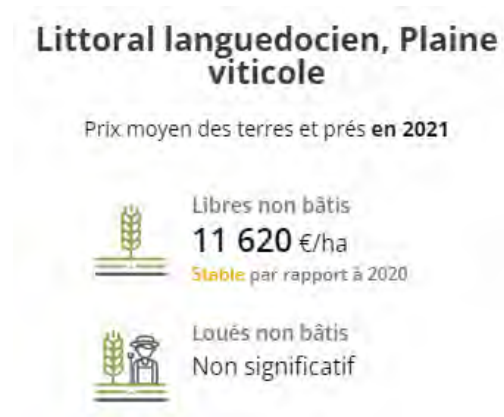 Littoral languedocien, Plaine
viticole
Prix moyen des terres et prés en 2021
Libres non bâtis
11 620 €/ha
Stable par rapport à 2020
Loués non bâtis
Non significatif